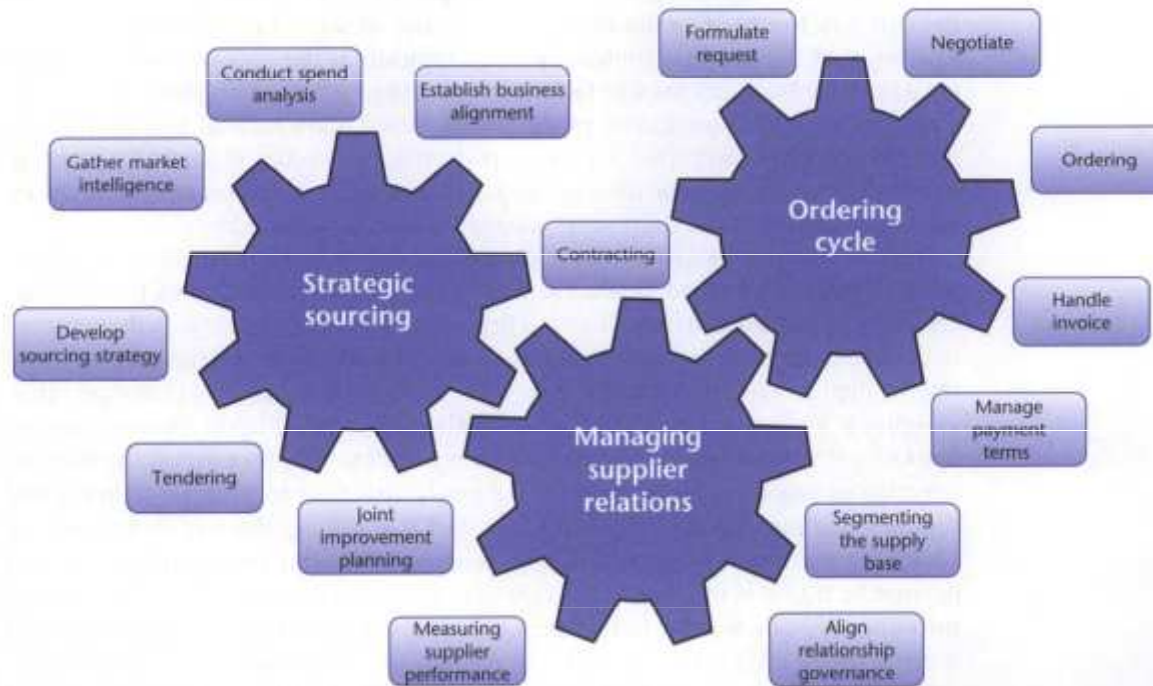 Formulate
request
Negotiate
Conduct spend
analysis
Establish business
alignment
Gather market
intelligence
Ordering
Ordering
cycle
Contracting
Strategic
sourcing
Develop
sourcing strategy
Handle
invoice
Manage
payment
terms
Managing
supplier
relations
Tendering
Joint
improvement
planning
Segmenting
the supply
base
Measuring
supplier
performance
Align
relationship
governance